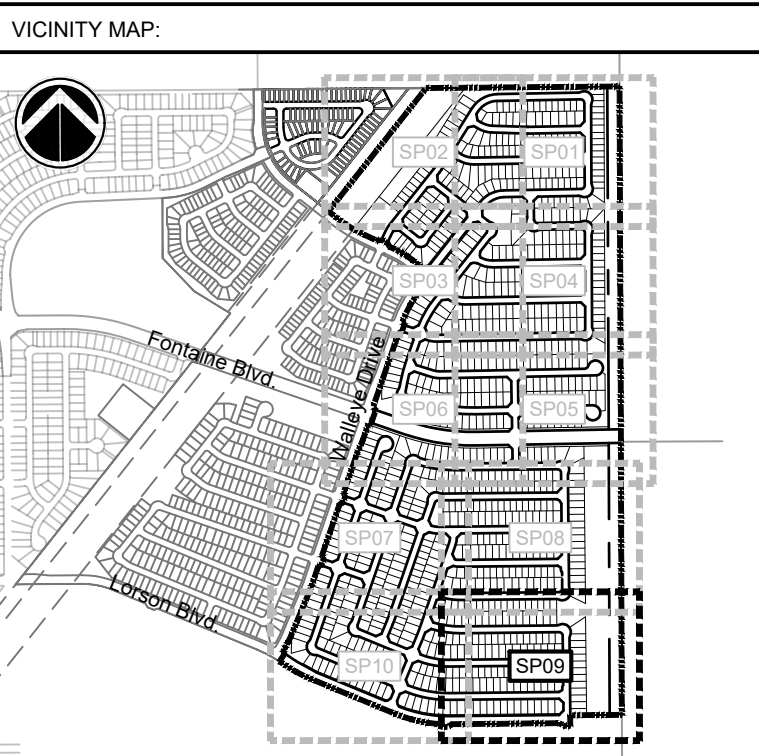 VICINITY MAP:
SP02
SP01
SP03
SP04
Fontaine Blvd.
Walleye Drive
SP06
SP05
SP07
SP08
Lorson Blvd.
SP10
SP09